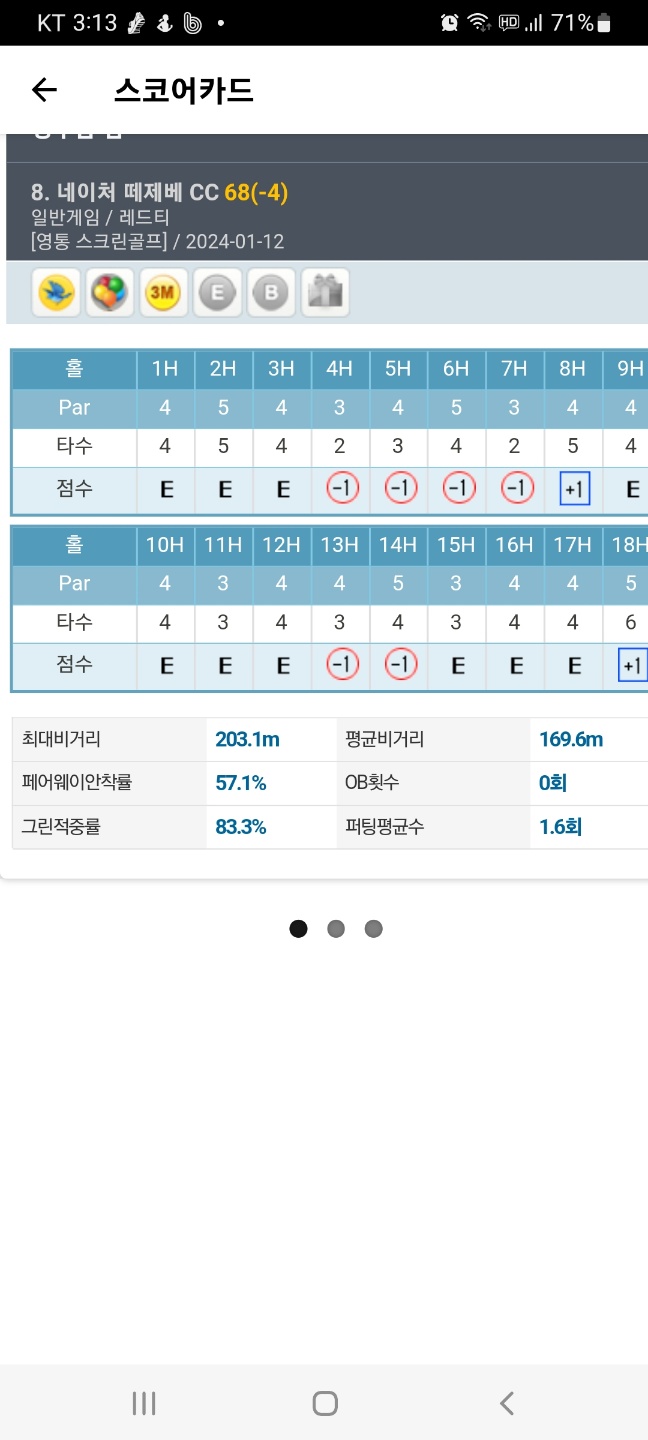 KT 3:13
HD 71%
스코어카드
8. 네이처 떼제베 CC 68(-4)
일반게임 / 레드티
[영통 스크린골프] / 2024-01-12
3M E B
홀 1H 2H 3H 4H 5H 6H 7H 8H 9H
Par 4 5 4 3 4 5 3 4 4
타수 4 5 4 2 3 4 2 5 4
점수 E E E -1 -1 -1 -1 +1 E
홀 10H 11H 12H 13H 14H 15H 16H 17H 18H
Par 4 3 4 4 5 3 4 4 5
타수 4 3 4 3 4 3 4 4 6
점수 E E E -1 -1 E E E +1
최대비거리 203.1m 평균비거리 169.6m
페어웨이안착률 57.1% OB횟수 0회
그린적중률 83.3% 퍼팅평균수 1.6회